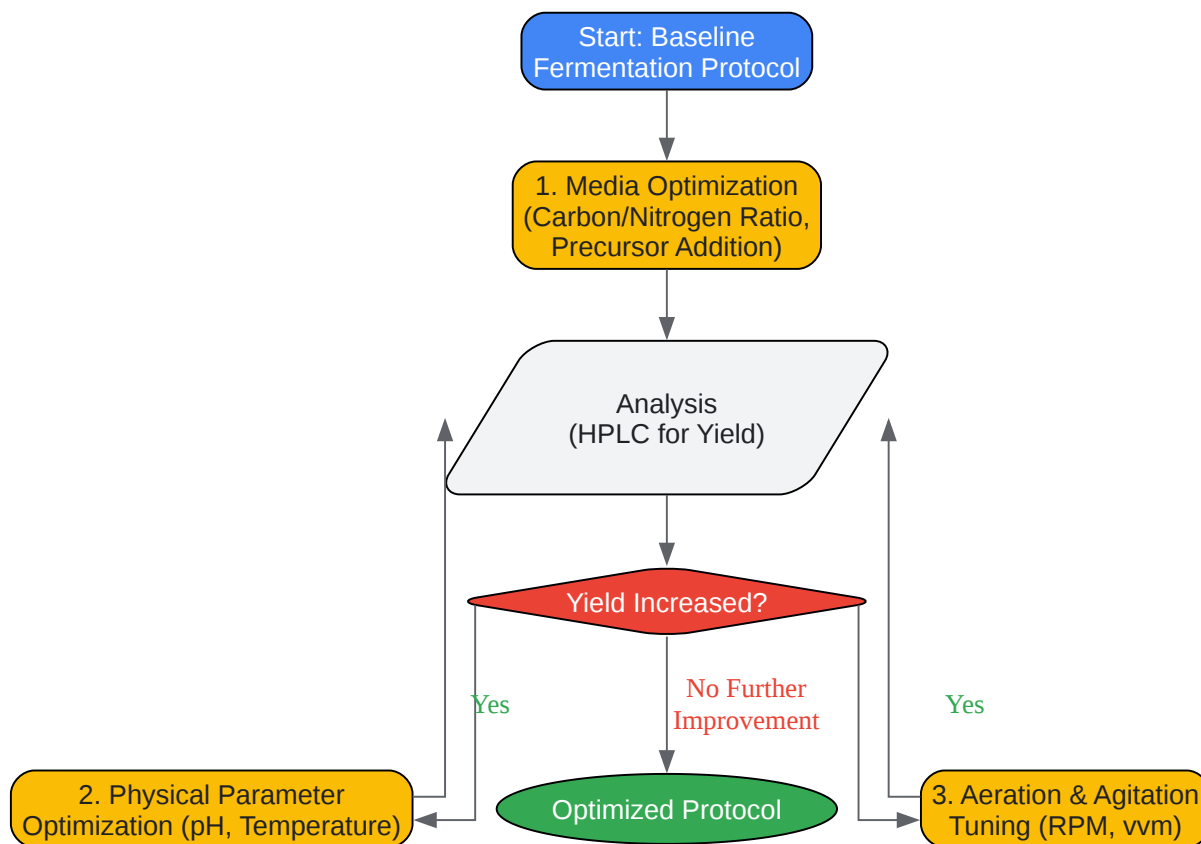 Start: Baseline
Fermentation Protocol
1. Media Optimization
(Carbon/Nitrogen Ratio,
Precursor Addition)
Analysis
(HPLC for Yield)
Yield Increased?
Yes
No Further
Improvement
Yes
2. Physical Parameter
Optimization (pH, Temperature)
Optimized Protocol
3. Aeration & Agitation
Tuning (RPM, vvm)